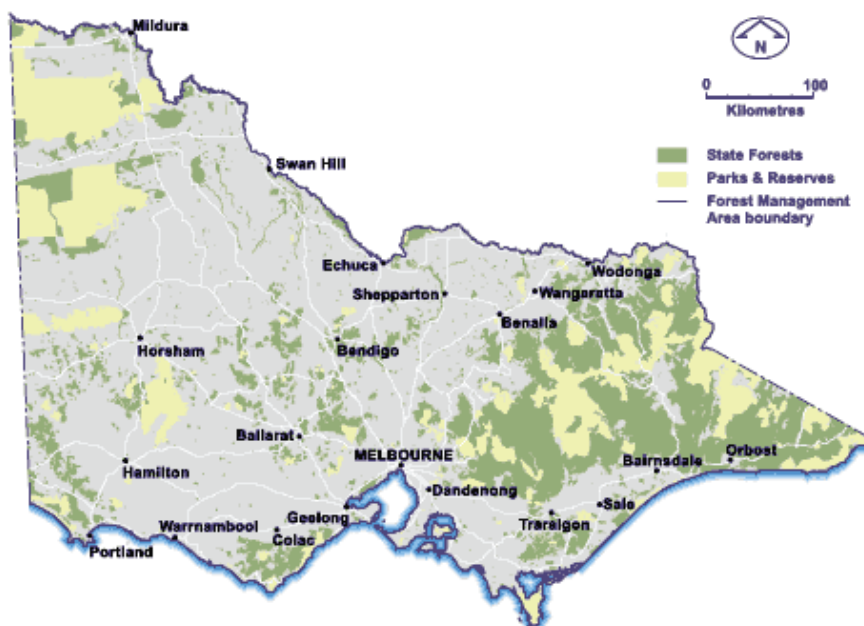 Mildura
N
0 100
Kilometres
Swan Hill
State Forests
Parks & Reserves
Forest Management
Area boundary
Echuca
Wodonga
Shepparton
Wangaratta
Benalla
Horsham
Bendigo
Ballarat
MELBOURNE
Hamilton
Bairnsdale
Orbost
Dandenong
Geelong
Sale
Traralgon
Warrnambool
Colac
Portland